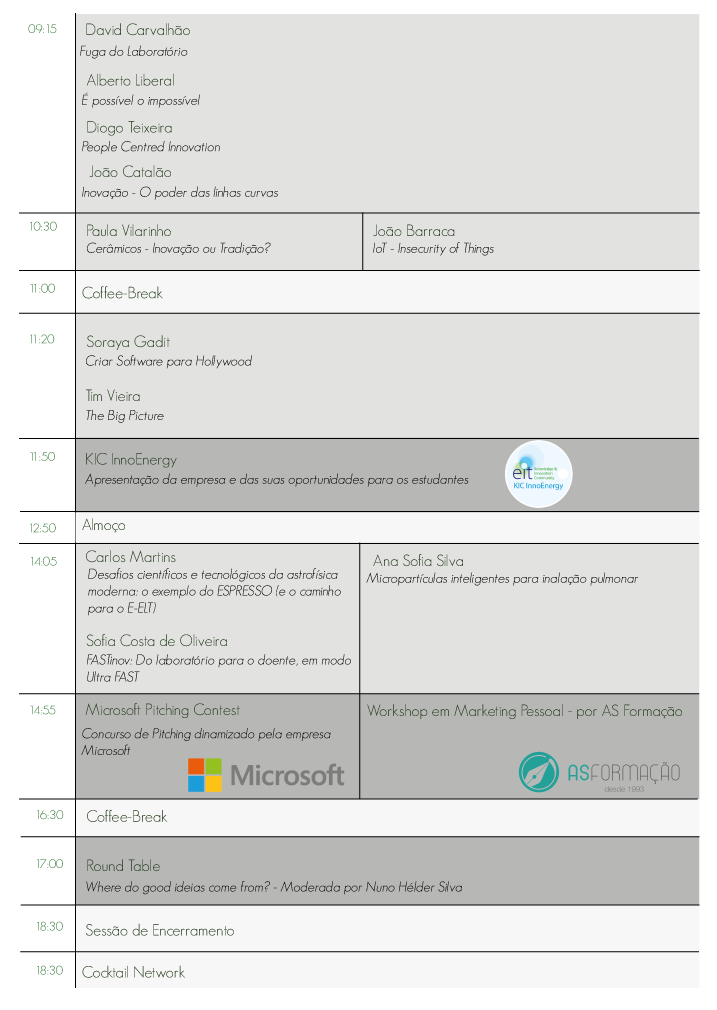 09:15
David Carvalhão
Fuga do Laboratório
Alberto Liberal
É possível o impossível
Diogo Teixeira
People Centred Innovation
João Catalão
Inovação - O poder das linhas curvas
10:30
Paula Vilarinho
Cerâmicos - Inovação ou Tradição?
João Barraca
IoT - Insecurity of Things
11:00
Coffee-Break
11:20
Soraya Gadit
Criar Software para Hollywood
Tim Vieira
The Big Picture
11:50
KIC InnoEnergy
Apresentação da empresa e das suas oportunidades para os estudantes
eit
Knowledge &
Innovation
Community
KIC InnoEnergy
12:50
Almoço
14:05
Carlos Martins
Desafios científicos e tecnológicos da astrofísica
moderna: o exemplo do ESPRESSO (e o caminho
para o E-ELT)
Sofia Costa de Oliveira
FASTinov: Do laboratório para o doente, em modo
Ultra FAST
Ana Sofia Silva
Micropartículas inteligentes para inalação pulmonar
14:55
Microsoft Pitching Contest
Concurso de Pitching dinamizado pela empresa
Microsoft
Microsoft
Workshop em Marketing Pessoal - por AS Formação
ASFORMAÇÃO
desde 1993
16:30
Coffee-Break
17:00
Round Table
Where do good ideias come from? - Moderada por Nuno Hélder Silva
18:30
Sessão de Encerramento
18:30
Cocktail Network